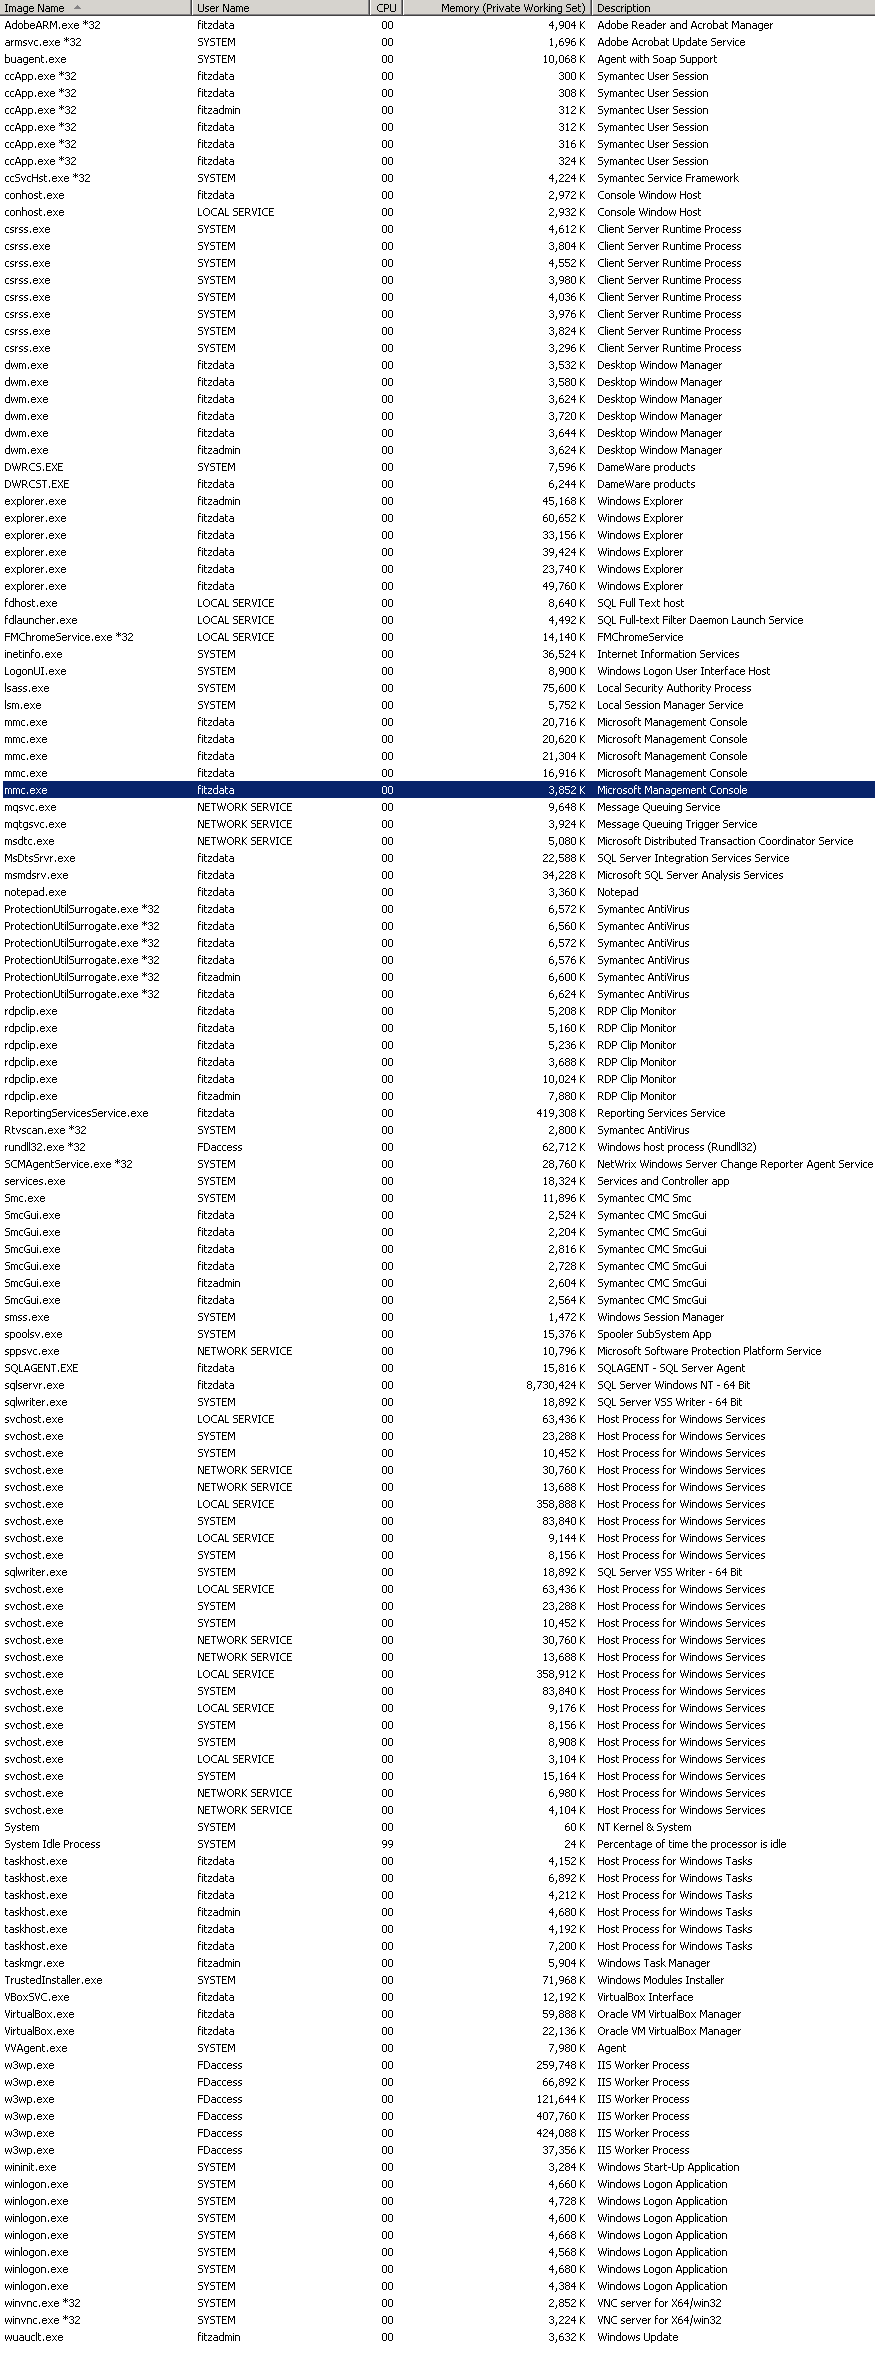 Image Name User Name CPU Memory (Private Working Set) Description
AdobeARM.exe *32 fitzdata 00 4,904 K Adobe Reader and Acrobat Manager
armsvc.exe *32 SYSTEM 00 1,696 K Adobe Acrobat Update Service
buagent.exe SYSTEM 00 10,068 K Agent with Soap Support
ccApp.exe *32 fitzdata 00 300 K Symantec User Session
ccApp.exe *32 fitzdata 00 308 K Symantec User Session
ccApp.exe *32 fitzadmin 00 312 K Symantec User Session
ccApp.exe *32 fitzdata 00 312 K Symantec User Session
ccApp.exe *32 fitzdata 00 316 K Symantec User Session
ccApp.exe *32 fitzdata 00 324 K Symantec User Session
ccSvcHst.exe *32 SYSTEM 00 4,224 K Symantec Service Framework
conhost.exe fitzdata 00 2,972 K Console Window Host
conhost.exe LOCAL SERVICE 00 2,932 K Console Window Host
csrss.exe SYSTEM 00 4,612 K Client Server Runtime Process
csrss.exe SYSTEM 00 3,804 K Client Server Runtime Process
csrss.exe SYSTEM 00 4,552 K Client Server Runtime Process
csrss.exe SYSTEM 00 3,980 K Client Server Runtime Process
csrss.exe SYSTEM 00 4,036 K Client Server Runtime Process
csrss.exe SYSTEM 00 3,976 K Client Server Runtime Process
csrss.exe SYSTEM 00 3,824 K Client Server Runtime Process
csrss.exe SYSTEM 00 3,296 K Client Server Runtime Process
dwm.exe fitzdata 00 3,532 K Desktop Window Manager
dwm.exe fitzdata 00 3,580 K Desktop Window Manager
dwm.exe fitzdata 00 3,624 K Desktop Window Manager
dwm.exe fitzdata 00 3,720 K Desktop Window Manager
dwm.exe fitzdata 00 3,644 K Desktop Window Manager
dwm.exe fitzadmin 00 3,624 K Desktop Window Manager
DWRCS.EXE SYSTEM 00 7,596 K DameWare products
DWRCST.EXE fitzdata 00 6,244 K DameWare products
explorer.exe fitzadmin 00 45,168 K Windows Explorer
explorer.exe fitzdata 00 60,652 K Windows Explorer
explorer.exe fitzdata 00 33,156 K Windows Explorer
explorer.exe fitzdata 00 39,424 K Windows Explorer
explorer.exe fitzdata 00 23,740 K Windows Explorer
explorer.exe fitzdata 00 49,760 K Windows Explorer
fdhost.exe LOCAL SERVICE 00 8,640 K SQL Full Text host
fdlauncher.exe LOCAL SERVICE 00 4,492 K SQL Full-text Filter Daemon Launch Service
FMChromeService.exe *32 LOCAL SERVICE 00 14,140 K FMChromeService
inetinfo.exe SYSTEM 00 36,524 K Internet Information Services
LogonUI.exe SYSTEM 00 8,900 K Windows Logon User Interface Host
lsass.exe SYSTEM 00 75,600 K Local Security Authority Process
lsm.exe SYSTEM 00 5,752 K Local Session Manager Service
mmc.exe fitzdata 00 20,716 K Microsoft Management Console
mmc.exe fitzdata 00 20,620 K Microsoft Management Console
mmc.exe fitzdata 00 21,304 K Microsoft Management Console
mmc.exe fitzdata 00 16,916 K Microsoft Management Console
mmc.exe fitzdata 00 3,852 K Microsoft Management Console
mqsvc.exe NETWORK SERVICE 00 9,648 K Message Queuing Service
mqtgsvc.exe NETWORK SERVICE 00 3,924 K Message Queuing Trigger Service
msdtc.exe NETWORK SERVICE 00 5,080 K Microsoft Distributed Transaction Coordinator Service
MsDtsSrvr.exe fitzdata 00 22,588 K SQL Server Integration Services Service
msmdsrv.exe fitzdata 00 34,228 K Microsoft SQL Server Analysis Services
notepad.exe fitzdata 00 3,360 K Notepad
ProtectionUtilSurrogate.exe *32 fitzdata 00 6,572 K Symantec AntiVirus
ProtectionUtilSurrogate.exe *32 fitzdata 00 6,560 K Symantec AntiVirus
ProtectionUtilSurrogate.exe *32 fitzdata 00 6,572 K Symantec AntiVirus
ProtectionUtilSurrogate.exe *32 fitzdata 00 6,576 K Symantec AntiVirus
ProtectionUtilSurrogate.exe *32 fitzadmin 00 6,600 K Symantec AntiVirus
ProtectionUtilSurrogate.exe *32 fitzdata 00 6,624 K Symantec AntiVirus
rdpclip.exe fitzdata 00 5,208 K RDP Clip Monitor
rdpclip.exe fitzdata 00 5,160 K RDP Clip Monitor
rdpclip.exe fitzdata 00 5,236 K RDP Clip Monitor
rdpclip.exe fitzdata 00 3,688 K RDP Clip Monitor
rdpclip.exe fitzdata 00 10,024 K RDP Clip Monitor
rdpclip.exe fitzadmin 00 7,880 K RDP Clip Monitor
ReportingServicesService.exe fitzdata 00 419,308 K Reporting Services Service
Rtvscan.exe *32 SYSTEM 00 2,800 K Symantec AntiVirus
rundll32.exe *32 FDaccess 00 62,712 K Windows host process (Rundll32)
SCMAgentService.exe *32 SYSTEM 00 28,760 K NetWrix Windows Server Change Reporter Agent Service
services.exe SYSTEM 00 18,324 K Services and Controller app
Smc.exe SYSTEM 00 11,896 K Symantec CMC Smc
SmcGui.exe fitzdata 00 2,524 K Symantec CMC SmcGui
SmcGui.exe fitzdata 00 2,204 K Symantec CMC SmcGui
SmcGui.exe fitzdata 00 2,816 K Symantec CMC SmcGui
SmcGui.exe fitzdata 00 2,728 K Symantec CMC SmcGui
SmcGui.exe fitzadmin 00 2,604 K Symantec CMC SmcGui
SmcGui.exe fitzdata 00 2,564 K Symantec CMC SmcGui
smss.exe SYSTEM 00 1,472 K Windows Session Manager
spoolsv.exe SYSTEM 00 15,376 K Spooler SubSystem App
sppsvc.exe NETWORK SERVICE 00 10,796 K Microsoft Software Protection Platform Service
SQLAGENT.EXE fitzdata 00 15,816 K SQLAGENT - SQL Server Agent
sqlservr.exe fitzdata 00 8,730,424 K SQL Server Windows NT - 64 Bit
sqlwriter.exe SYSTEM 00 18,892 K SQL Server VSS Writer - 64 Bit
svchost.exe LOCAL SERVICE 00 63,436 K Host Process for Windows Services
svchost.exe SYSTEM 00 23,288 K Host Process for Windows Services
svchost.exe SYSTEM 00 10,452 K Host Process for Windows Services
svchost.exe NETWORK SERVICE 00 30,760 K Host Process for Windows Services
svchost.exe NETWORK SERVICE 00 13,688 K Host Process for Windows Services
svchost.exe LOCAL SERVICE 00 358,888 K Host Process for Windows Services
svchost.exe SYSTEM 00 83,840 K Host Process for Windows Services
svchost.exe LOCAL SERVICE 00 9,144 K Host Process for Windows Services
svchost.exe SYSTEM 00 8,156 K Host Process for Windows Services
sqlwriter.exe SYSTEM 00 18,892 K SQL Server VSS Writer - 64 Bit
svchost.exe LOCAL SERVICE 00 63,436 K Host Process for Windows Services
svchost.exe SYSTEM 00 23,288 K Host Process for Windows Services
svchost.exe SYSTEM 00 10,452 K Host Process for Windows Services
svchost.exe NETWORK SERVICE 00 30,760 K Host Process for Windows Services
svchost.exe NETWORK SERVICE 00 13,688 K Host Process for Windows Services
svchost.exe LOCAL SERVICE 00 358,912 K Host Process for Windows Services
svchost.exe SYSTEM 00 83,840 K Host Process for Windows Services
svchost.exe LOCAL SERVICE 00 9,176 K Host Process for Windows Services
svchost.exe SYSTEM 00 8,156 K Host Process for Windows Services
svchost.exe SYSTEM 00 8,908 K Host Process for Windows Services
svchost.exe LOCAL SERVICE 00 3,104 K Host Process for Windows Services
svchost.exe SYSTEM 00 15,164 K Host Process for Windows Services
svchost.exe NETWORK SERVICE 00 6,980 K Host Process for Windows Services
svchost.exe NETWORK SERVICE 00 4,104 K Host Process for Windows Services
System SYSTEM 00 60 K NT Kernel & System
System Idle Process SYSTEM 99 24 K Percentage of time the processor is idle
taskhost.exe fitzdata 00 4,152 K Host Process for Windows Tasks
taskhost.exe fitzdata 00 6,892 K Host Process for Windows Tasks
taskhost.exe fitzdata 00 4,212 K Host Process for Windows Tasks
taskhost.exe fitzadmin 00 4,680 K Host Process for Windows Tasks
taskhost.exe fitzdata 00 4,192 K Host Process for Windows Tasks
taskhost.exe fitzdata 00 7,200 K Host Process for Windows Tasks
taskmgr.exe fitzadmin 00 5,904 K Windows Task Manager
TrustedInstaller.exe SYSTEM 00 71,968 K Windows Modules Installer
VBoxSVC.exe fitzdata 00 12,192 K VirtualBox Interface
VirtualBox.exe fitzdata 00 59,888 K Oracle VM VirtualBox Manager
VirtualBox.exe fitzdata 00 22,136 K Oracle VM VirtualBox Manager
VVAgent.exe SYSTEM 00 7,980 K Agent
w3wp.exe FDaccess 00 259,748 K IIS Worker Process
w3wp.exe FDaccess 00 66,892 K IIS Worker Process
w3wp.exe FDaccess 00 121,644 K IIS Worker Process
w3wp.exe FDaccess 00 407,760 K IIS Worker Process
w3wp.exe FDaccess 00 424,088 K IIS Worker Process
w3wp.exe FDaccess 00 37,356 K IIS Worker Process
wininit.exe SYSTEM 00 3,284 K Windows Start-Up Application
winlogon.exe SYSTEM 00 4,660 K Windows Logon Application
winlogon.exe SYSTEM 00 4,728 K Windows Logon Application
winlogon.exe SYSTEM 00 4,600 K Windows Logon Application
winlogon.exe SYSTEM 00 4,668 K Windows Logon Application
winlogon.exe SYSTEM 00 4,568 K Windows Logon Application
winlogon.exe SYSTEM 00 4,680 K Windows Logon Application
winlogon.exe SYSTEM 00 4,384 K Windows Logon Application
winvnc.exe *32 SYSTEM 00 2,852 K VNC server for X64/win32
winvnc.exe *32 SYSTEM 00 3,224 K VNC server for X64/win32
wuauclt.exe fitzadmin 00 3,632 K Windows Update